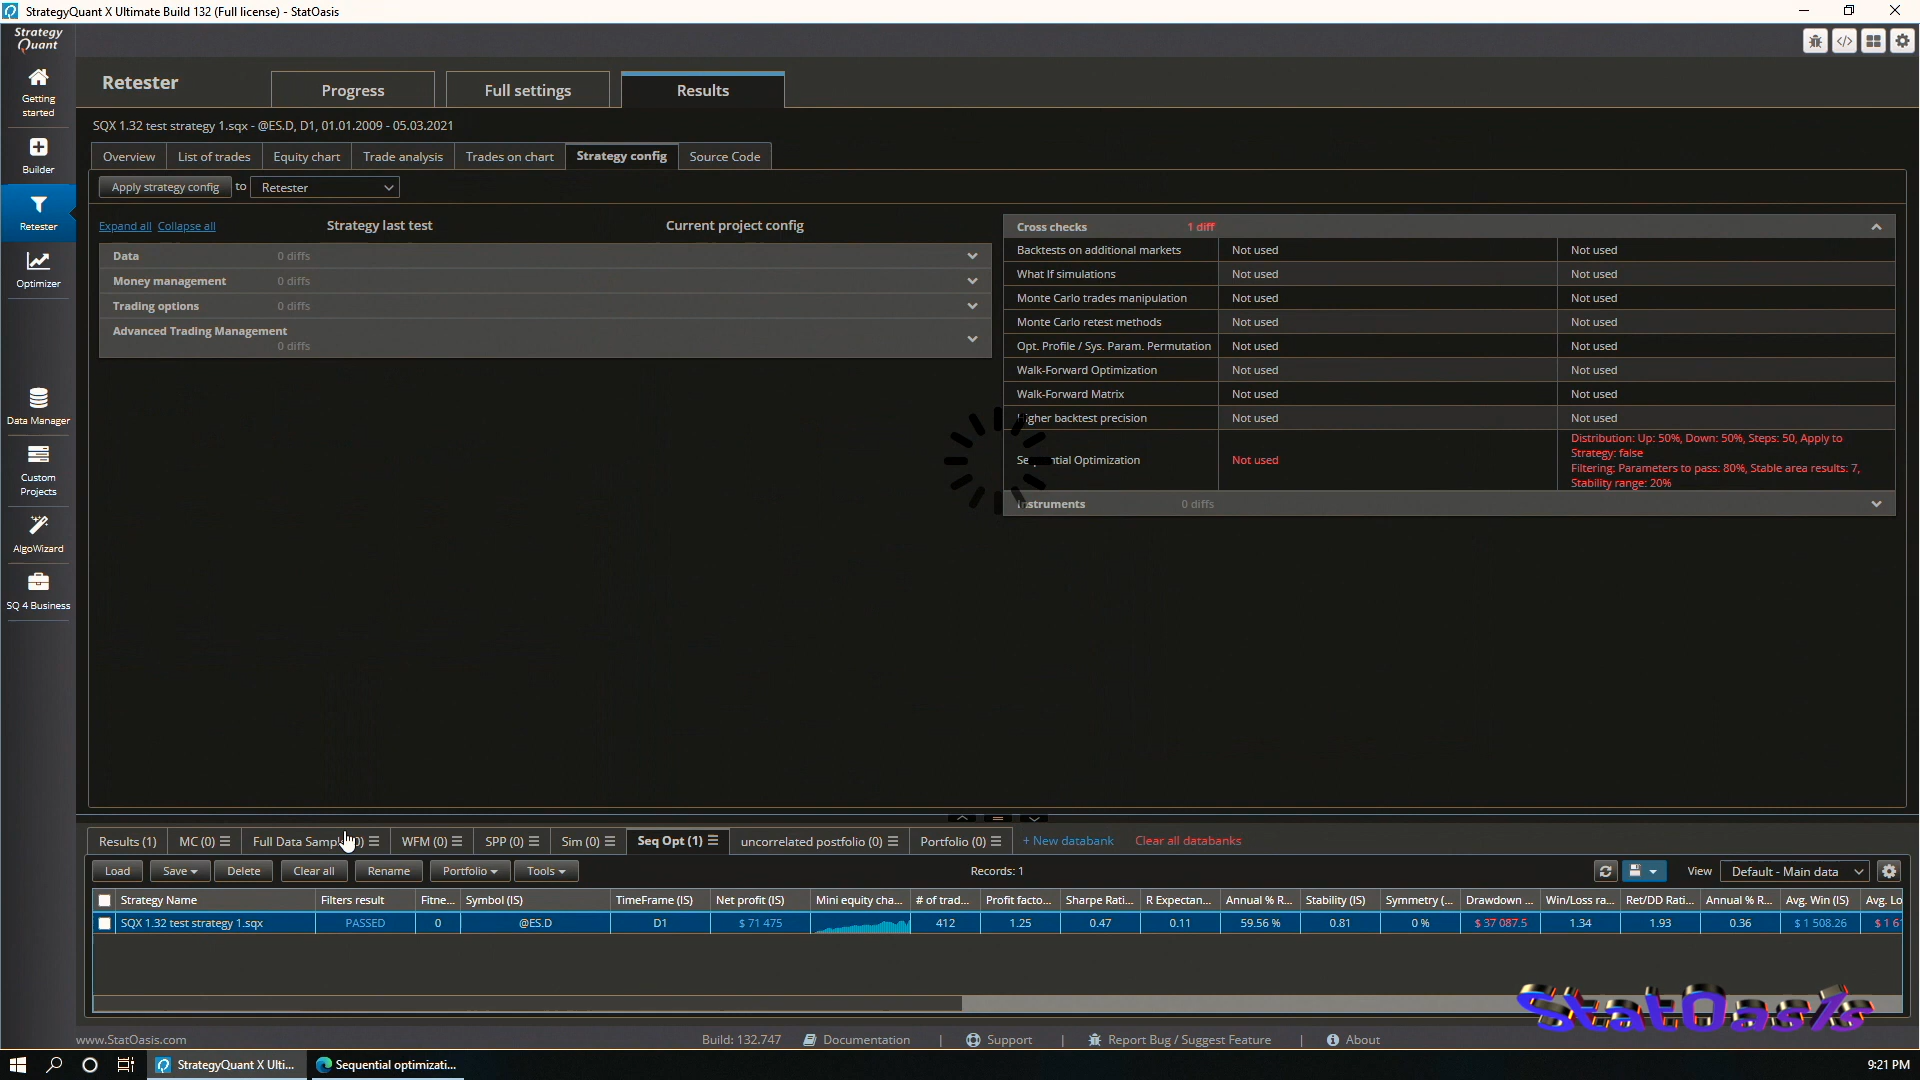 StrategyQuant X Ultimate Build 132 (Full license) - StatOasis
Strategy
Quant
Getting
started
Builder
Retester
Optimizer
Data Manager
Custom
Projects
AlgoWizard
SQ 4 Business
Retester
Progress
Full settings
Results
SQX 1.32 test strategy 1.sqx - @ES.D, D1, 01.01.2009 - 05.03.2021
Overview
List of trades
Equity chart
Trade analysis
Trades on chart
Strategy config
Source Code
Apply strategy config
to
Retester
Expand all
Collapse all
Strategy last test
Current project config
Data 0 diffs
Money management 0 diffs
Trading options 0 diffs
Advanced Trading Management
0 diffs
Cross checks 1 diff
Backtests on additional markets Not used Not used
What If simulations Not used Not used
Monte Carlo trades manipulation Not used Not used
Monte Carlo retest methods Not used Not used
Opt. Profile / Sys. Param. Permutation Not used Not used
Walk-Forward Optimization Not used Not used
Walk-Forward Matrix Not used Not used
Higher backtest precision Not used Not used
Sequential Optimization Not used
Distribution: Up: 50%, Down: 50%, Steps: 50, Apply to
Strategy: false
Filtering: Parameters to pass: 80%, Stable area results: 7,
Stability range: 20%
Instruments 0 diffs
Results (1)
MC (0)
Full Data Sample (0)
WFM (0)
SPP (0)
Sim (0)
Seq Opt (1)
uncorrelated postfolio (0)
Portfolio (0)
+ New databank
Clear all databanks
Load
Save
Delete
Clear all
Rename
Portfolio
Tools
Records: 1
View
Default - Main data
Strategy Name Filters result Fitne... Symbol (IS) TimeFrame (IS) Net profit (IS) Mini equity cha... # of trad... Profit facto... Sharpe Rati... R Expectan... Annual % R... Stability (IS) Symmetry (... Drawdown ... Win/Loss ra... Ret/DD Rati... Annual % R... Avg. Win (IS) Avg. Lo
SQX 1.32 test strategy 1.sqx PASSED 0 @ES.D D1 $ 71 475 412 1.25 0.47 0.11 59.56 % 0.81 0 % $ 37 087.5 1.34 1.93 0.36 $ 1 508.26 $ 1 6
StatOasis
www.StatOasis.com
Build: 132.747
Documentation
|
Support
|
Report Bug / Suggest Feature
|
About
StrategyQuant X Ulti...
Sequential optimizati...
9:21 PM